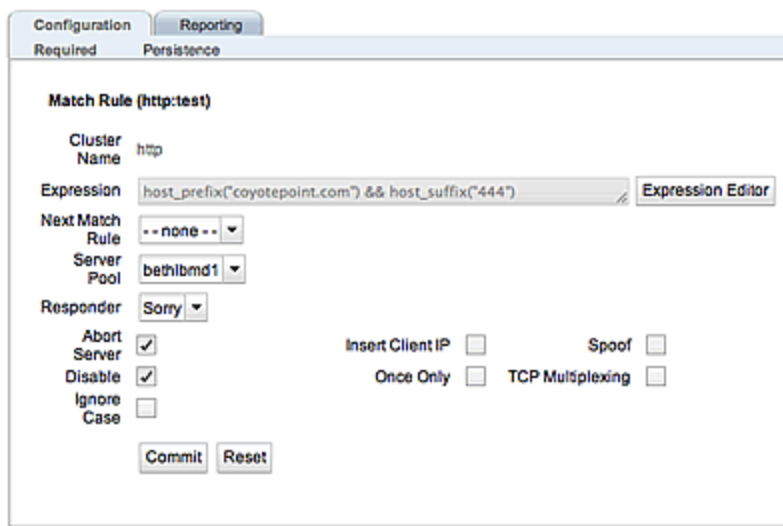 Configuration Reporting
Required Persistence
Match Rule (http:test)
Cluster
Name
http
Expression host_prefix("coyotepoint.com") && host_suffix("444") Expression Editor
Next Match
Rule
--none--
Server
Pool
bethlbmd1
Responder Sorry
Abort
Server
Insert Client IP Spoof
Disable Once Only TCP Multiplexing
Ignore
Case
Commit Reset